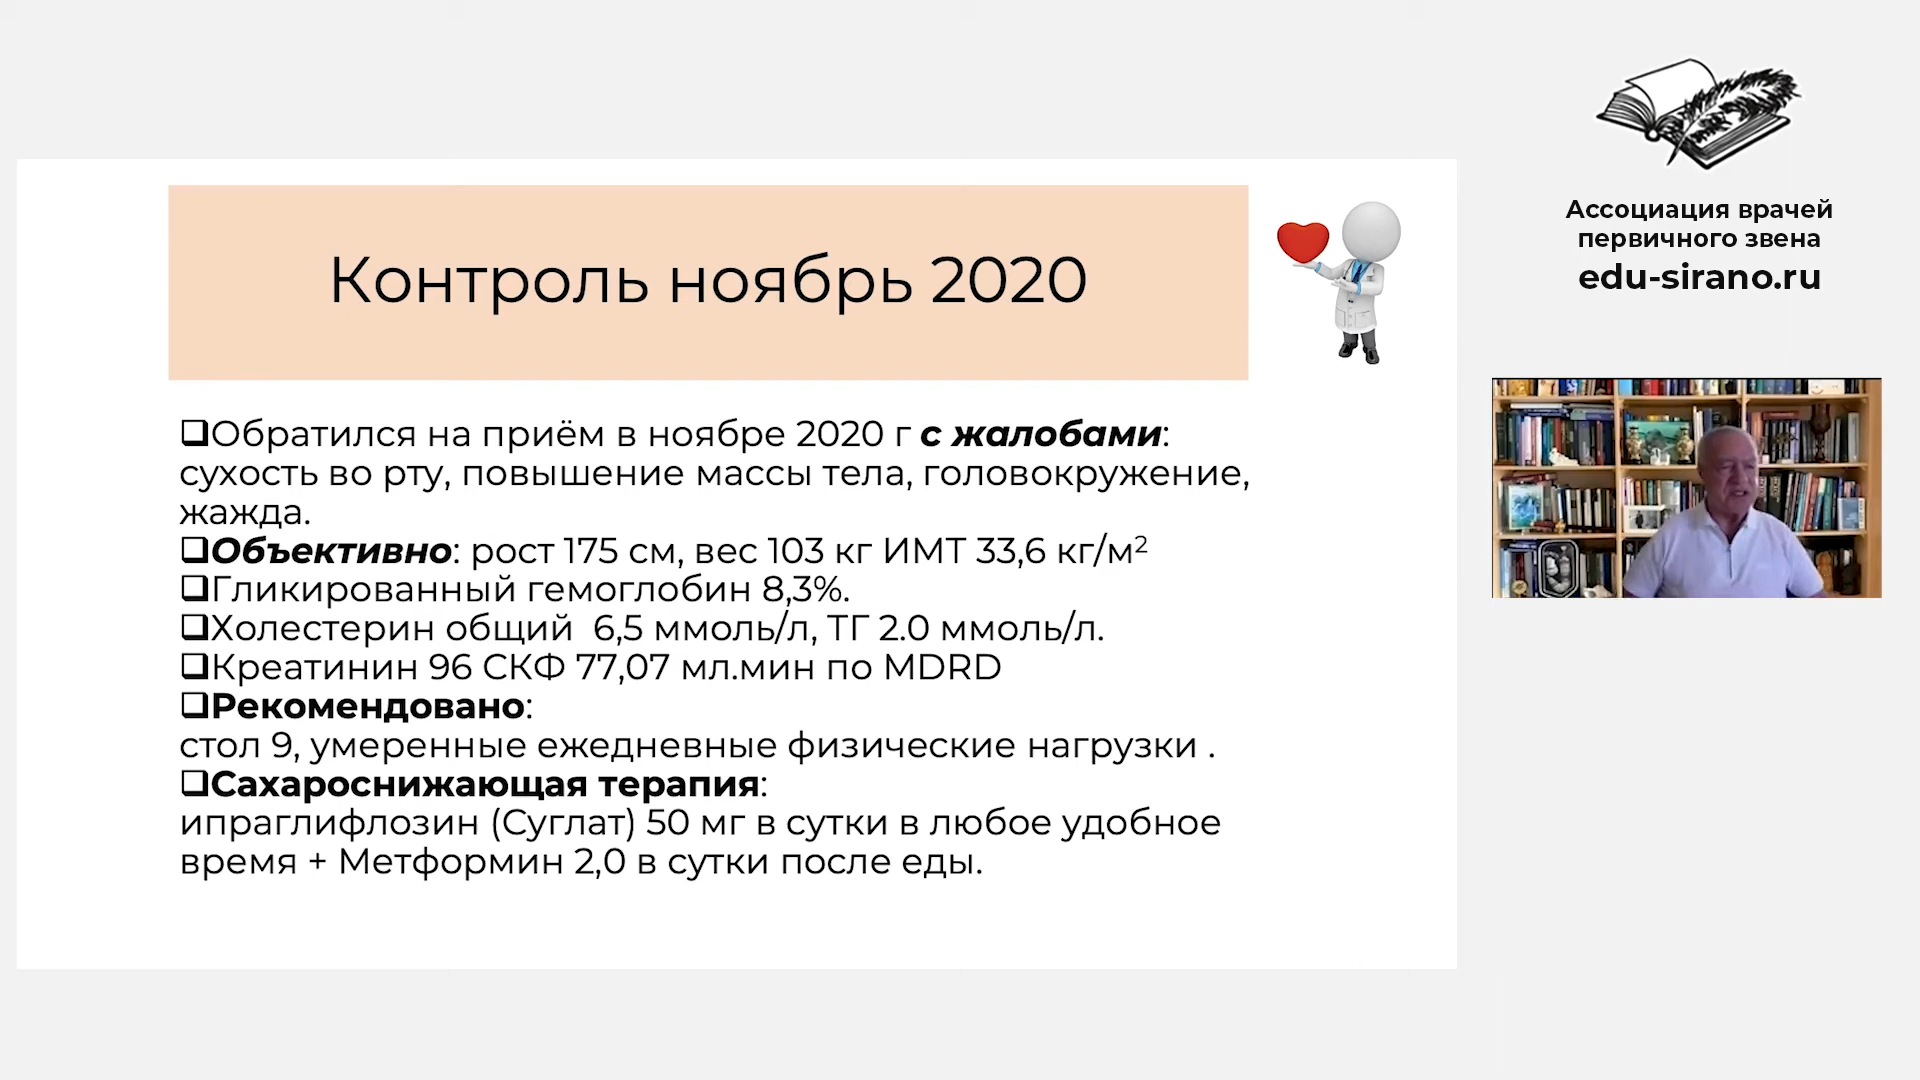 Контроль ноябрь 2020
❑Обратился на приём в ноябре 2020 г с жалобами:
сухость во рту, повышение массы тела, головокружение,
жажда.
❑Объективно: рост 175 см, вес 103 кг ИМТ 33,6 кг/м²
❑Гликированный гемоглобин 8,3%.
❑Холестерин общий  6,5 ммоль/л, ТГ 2.0 ммоль/л.
❑Креатинин 96 СКФ 77,07 мл.мин по MDRD
❑Рекомендовано:
стол 9, умеренные ежедневные физические нагрузки .
❑Сахароснижающая терапия:
ипраглифлозин (Суглат) 50 мг в сутки в любое удобное
время + Метформин 2,0 в сутки после еды.
Ассоциация врачей
первичного звена
edu-sirano.ru